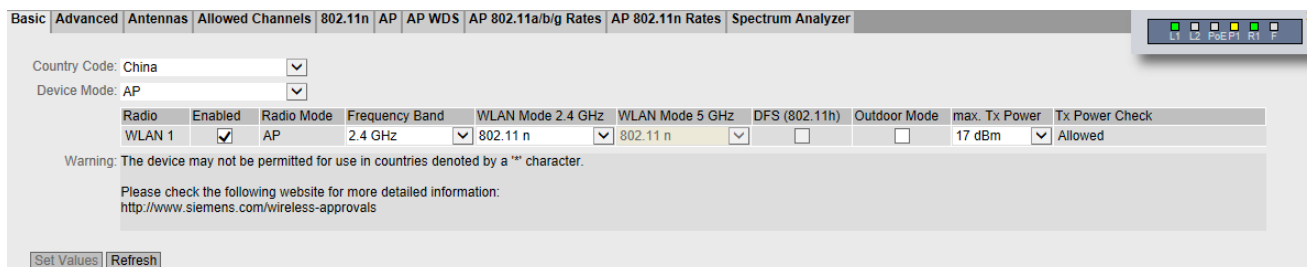 Basic Advanced Antennas Allowed Channels 802.11n AP AP WDS AP 802.11a/b/g Rates AP 802.11n Rates Spectrum Analyzer
L1 L2 PoE P1 R1 F
Country Code: China
Device Mode: AP
Radio Enabled Radio Mode Frequency Band WLAN Mode 2.4 GHz WLAN Mode 5 GHz DFS (802.11h) Outdoor Mode max. Tx Power Tx Power Check
WLAN 1 AP 2.4 GHz 802.11 n 802.11 n 17 dBm Allowed
Warning: The device may not be permitted for use in countries denoted by a '*' character.
Please check the following website for more detailed information:
http://www.siemens.com/wireless-approvals
Set Values Refresh